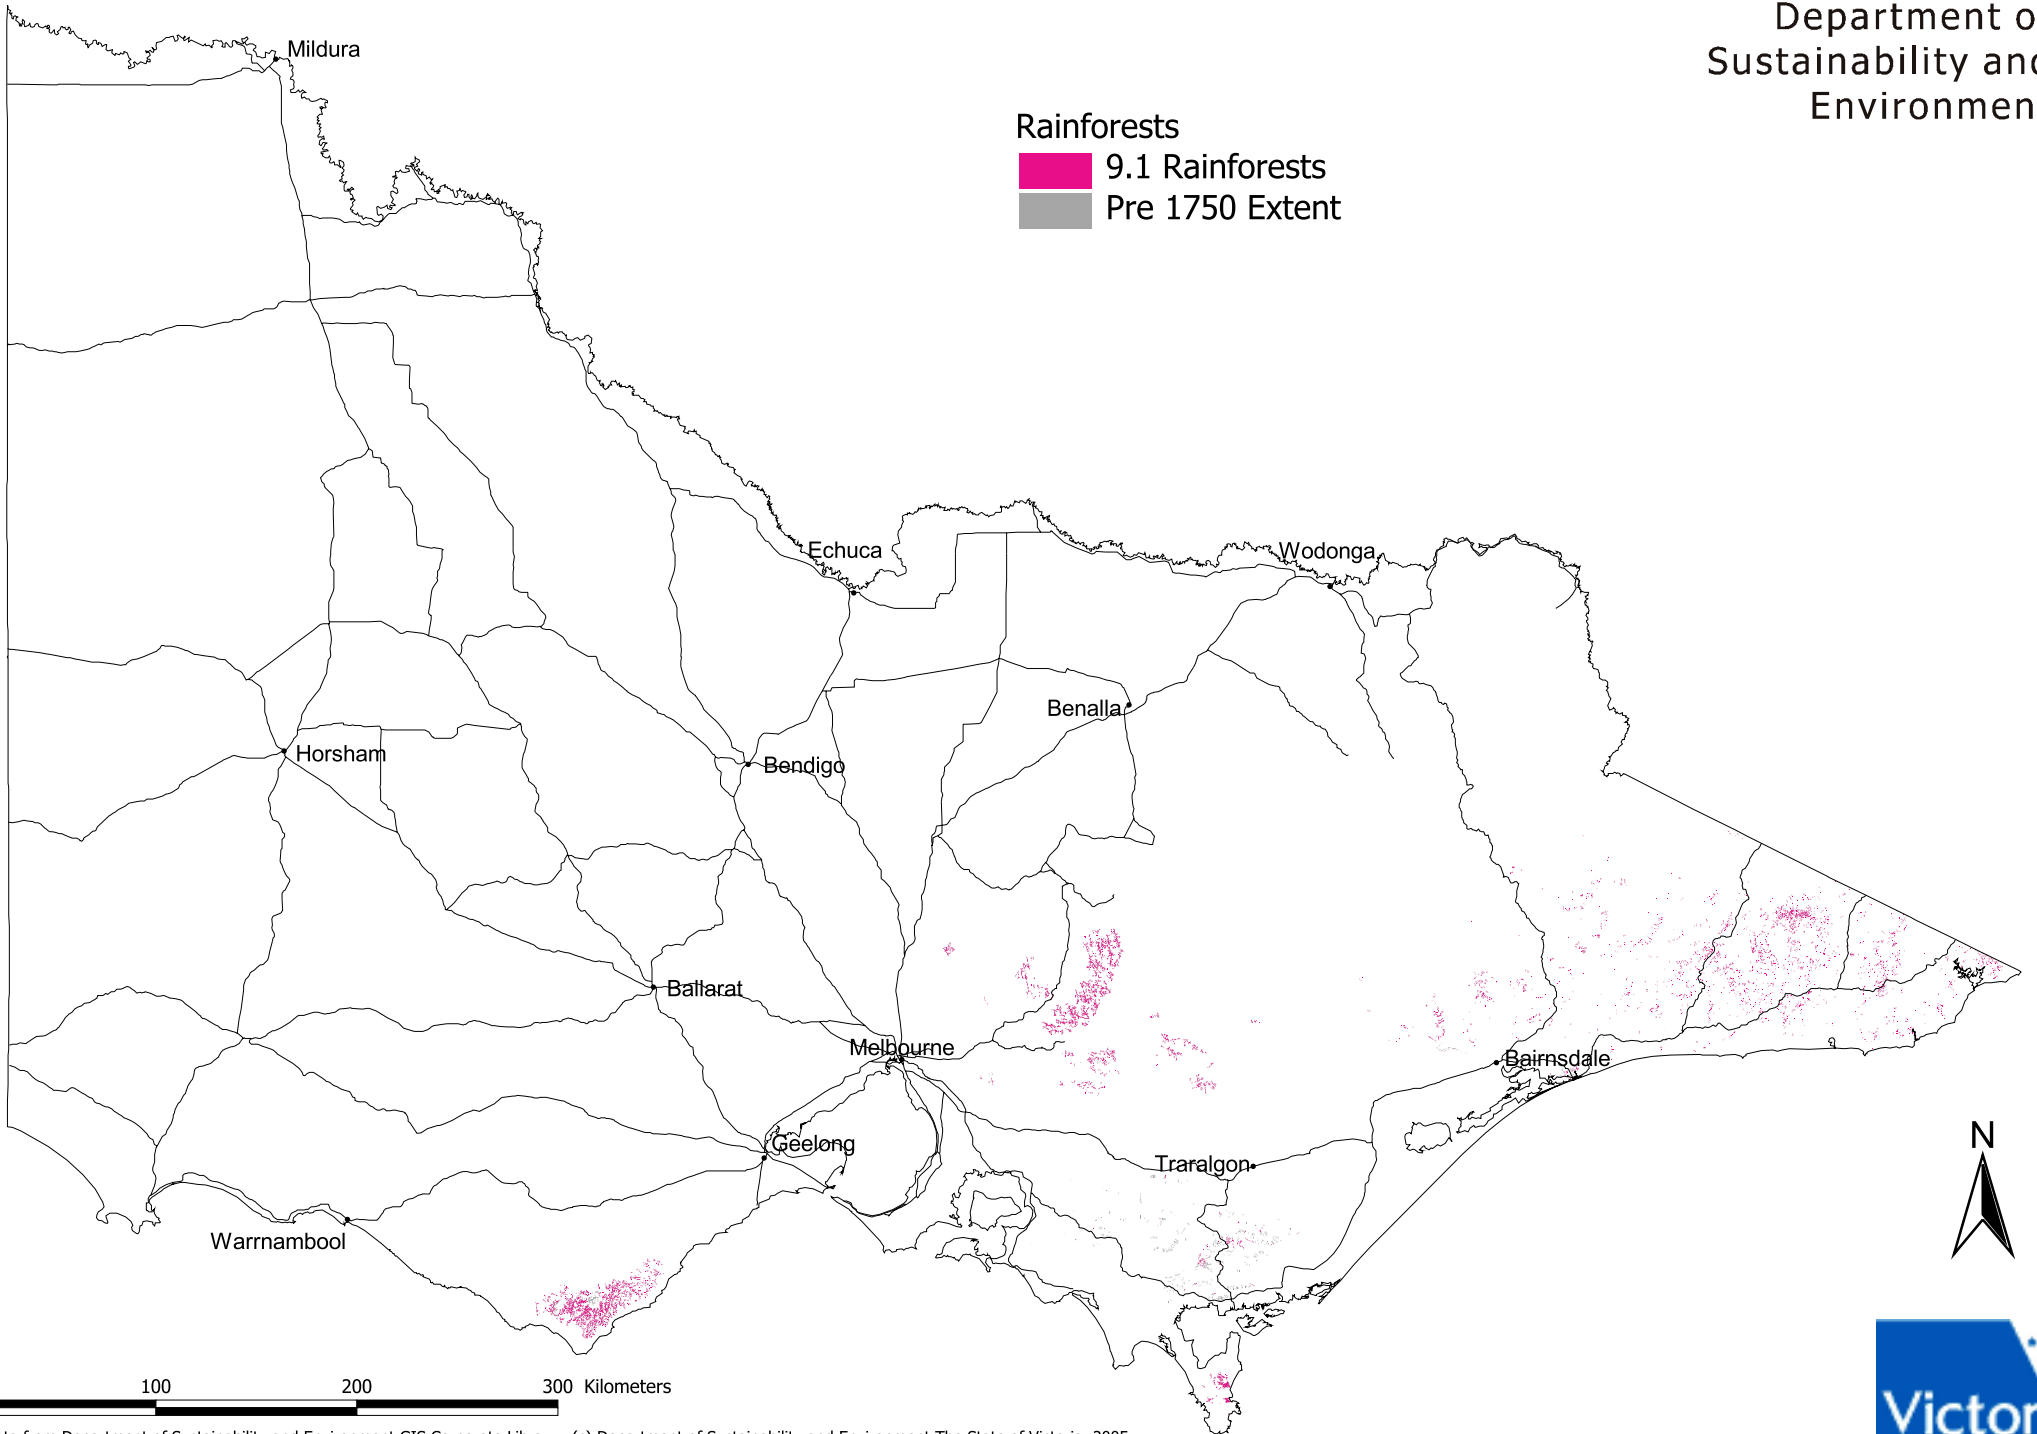 Department o
Sustainability and
Environmen
Mildura
Rainforests
9.1 Rainforests
Pre 1750 Extent
Echuca
Wodonga
Benalla
Horsham
Bendigo
Ballarat
Melbourne
Bairnsdale
Geelong
Traralgon
Warrnambool
N
100 200 300 Kilometers
Victor